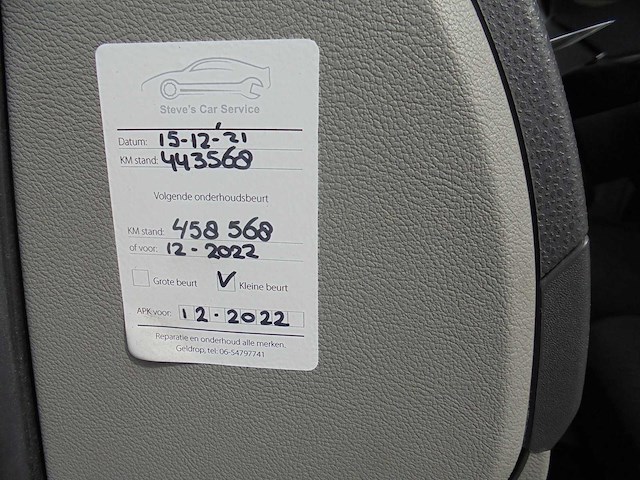 Steve's Car Service
Datum: 15-12-21
KM stand: 443568
Volgende onderhoudsbeurt
KM stand: 458 568
of voor: 12-2022
Grote beurt V Kleine beurt
APK voor: 12-2022
Reparatie en onderhoud alle merken.
Geldrop, tel: 06-54797741